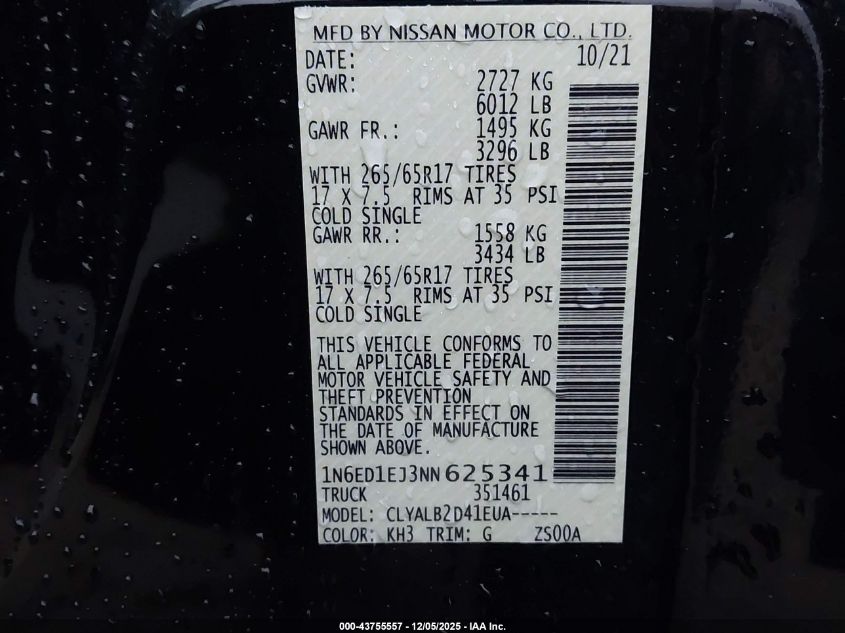 MFD BY NISSAN MOTOR CO., LTD.
DATE: 10/21
GVWR: 2727 KG
6012 LB
GAWR FR.: 1495 KG
3296 LB
WITH 265/65R17 TIRES
17 X 7.5 RIMS AT 35 PSI
COLD SINGLE
GAWR RR.: 1558 KG
3434 LB
WITH 265/65R17 TIRES
17 X 7.5 RIMS AT 35 PSI
COLD SINGLE
THIS VEHICLE CONFORMS TO
ALL APPLICABLE FEDERAL
MOTOR VEHICLE SAFETY AND
THEFT PREVENTION
STANDARDS IN EFFECT ON
THE DATE OF MANUFACTURE
SHOWN ABOVE.
1N6ED1EJ3NN625341
TRUCK 351461
MODEL: CLYALB2D41EUA-----
COLOR: KH3 TRIM: G ZS00A
000-43755557 - 12/05/2025 - IAA Inc.